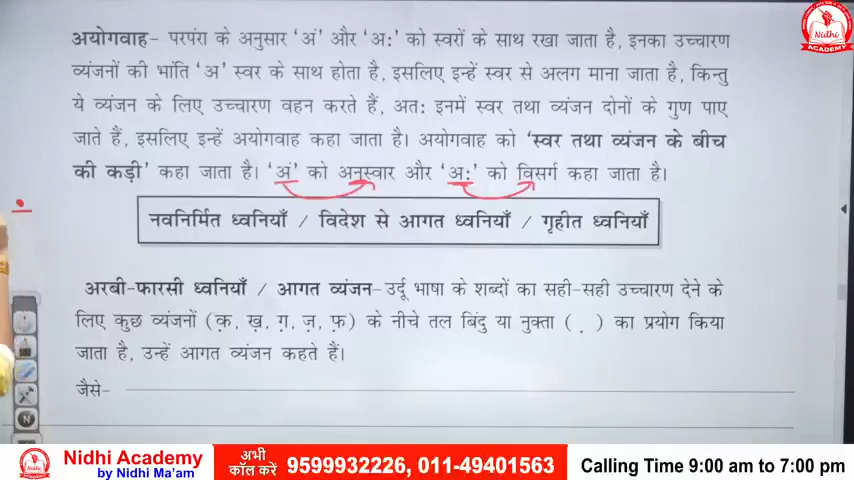 अयोगवाह- परपंरा के अनुसार ‘अं’ और ‘अः’ को स्वरों के साथ रखा जाता है, इनका उच्चारण
व्यंजनों की भांति ‘अ’ स्वर के साथ होता है, इसलिए इन्हें स्वर से अलग माना जाता है, किन्तु
ये व्यंजन के लिए उच्चारण वहन करते हैं, अतः इनमें स्वर तथा व्यंजन दोनों के गुण पाए
जाते हैं, इसलिए इन्हें अयोगवाह कहा जाता है। अयोगवाह को ‘स्वर तथा व्यंजन के बीच
की कड़ी’ कहा जाता है। ‘अं’ को अनुस्वार और ‘अः’ को विसर्ग कहा जाता है।
नवनिर्मित ध्वनियाँ / विदेश से आगत ध्वनियाँ / गृहीत ध्वनियाँ
अरबी-फारसी ध्वनियाँ / आगत व्यंजन- उर्दू भाषा के शब्दों का सही-सही उच्चारण देने के
लिए कुछ व्यंजनों (क़, ख़, ग़, ज़, फ़) के नीचे तल बिंदु या नुक्ता ( . ) का प्रयोग किया
जाता है, उन्हें आगत व्यंजन कहते हैं।
जैसे-
N
Nidhi
ACADEMY
Nidhi Academy
by Nidhi Ma'am
अभी
कॉल करें
9599932226, 011-49401563
Calling Time 9:00 am to 7:00 pm